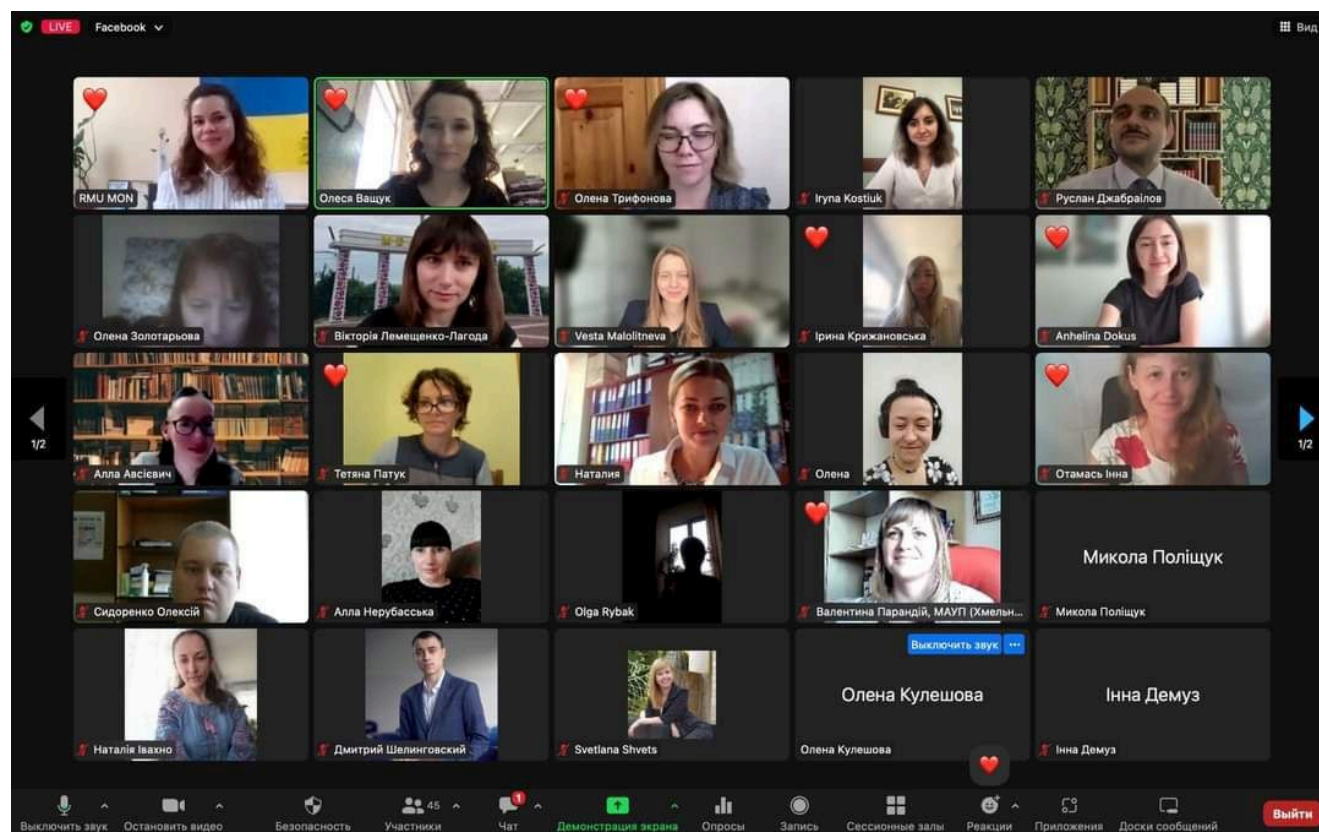 LIVE Facebook
Вид
RMU MON
Олеся Ващук
Олена Трифонова
Iryna Kostiuk
Руслан Джабраілов
Олена Золотарьова
Вікторія Лемещенко-Лагода
Vesta Malolitneva
Ірина Крижановська
Anhelina Dokus
1/2
1/2
Алла Авсієвич
Тетяна Патук
Наталия
Олена
Отамась Інна
Сидоренко Олексій
Алла Нерубасська
Olga Rybak
Валентина Парандій, МАУП (Хмельн...
Микола Поліщук
Микола Поліщук
Выключить звук ...
Наталія Івахно
Дмитрий Шелинговский
Svetlana Shvets
Олена Кулешова
Олена Кулешова
Інна Демуз
Інна Демуз
45
1
Выключить звук
Остановить видео
Безопасность
Участники
Чат
Демонстрация экрана
Опросы
Запись
Сессионные залы
Реакции
Приложения
Доски сообщений
Выйти